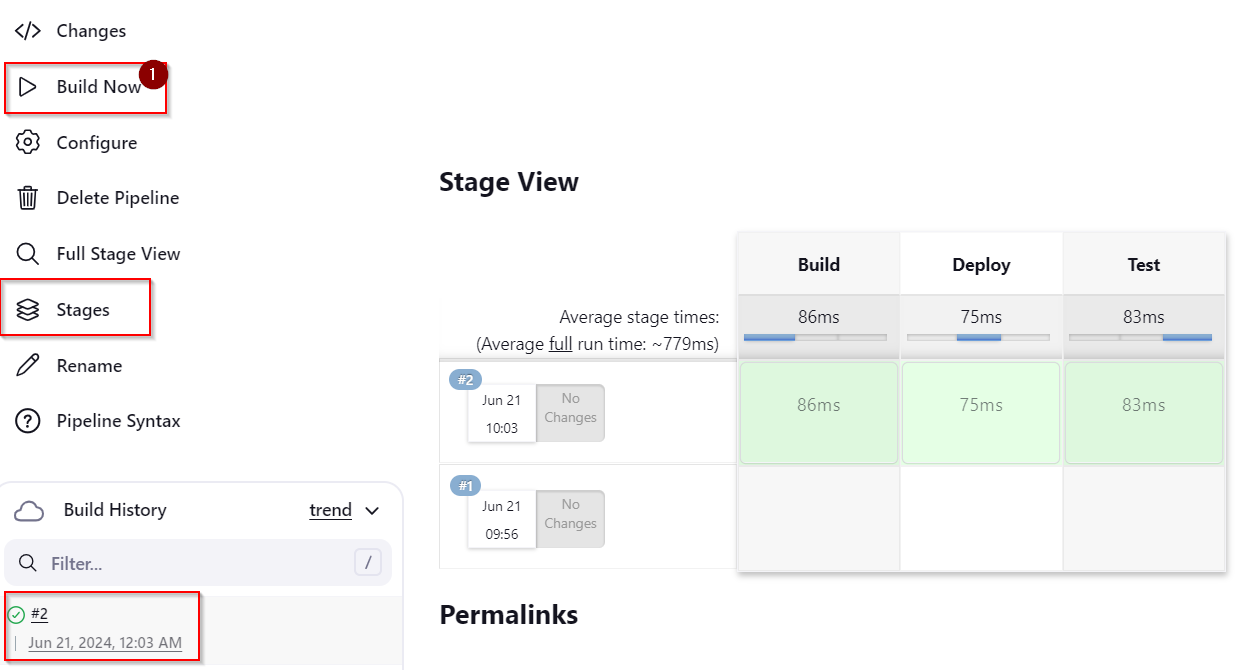 Changes
Build Now
1
Configure
Delete Pipeline
Full Stage View
Stages
Rename
Pipeline Syntax
Build History
trend
Filter...
/
#2
Jun 21, 2024, 12:03 AM
Stage View
Build Deploy Test
Average stage times:
(Average full run time: ~779ms)
86ms 75ms 83ms
#2
Jun 21
10:03
No
Changes
86ms 75ms 83ms
#1
Jun 21
09:56
No
Changes
Permalinks